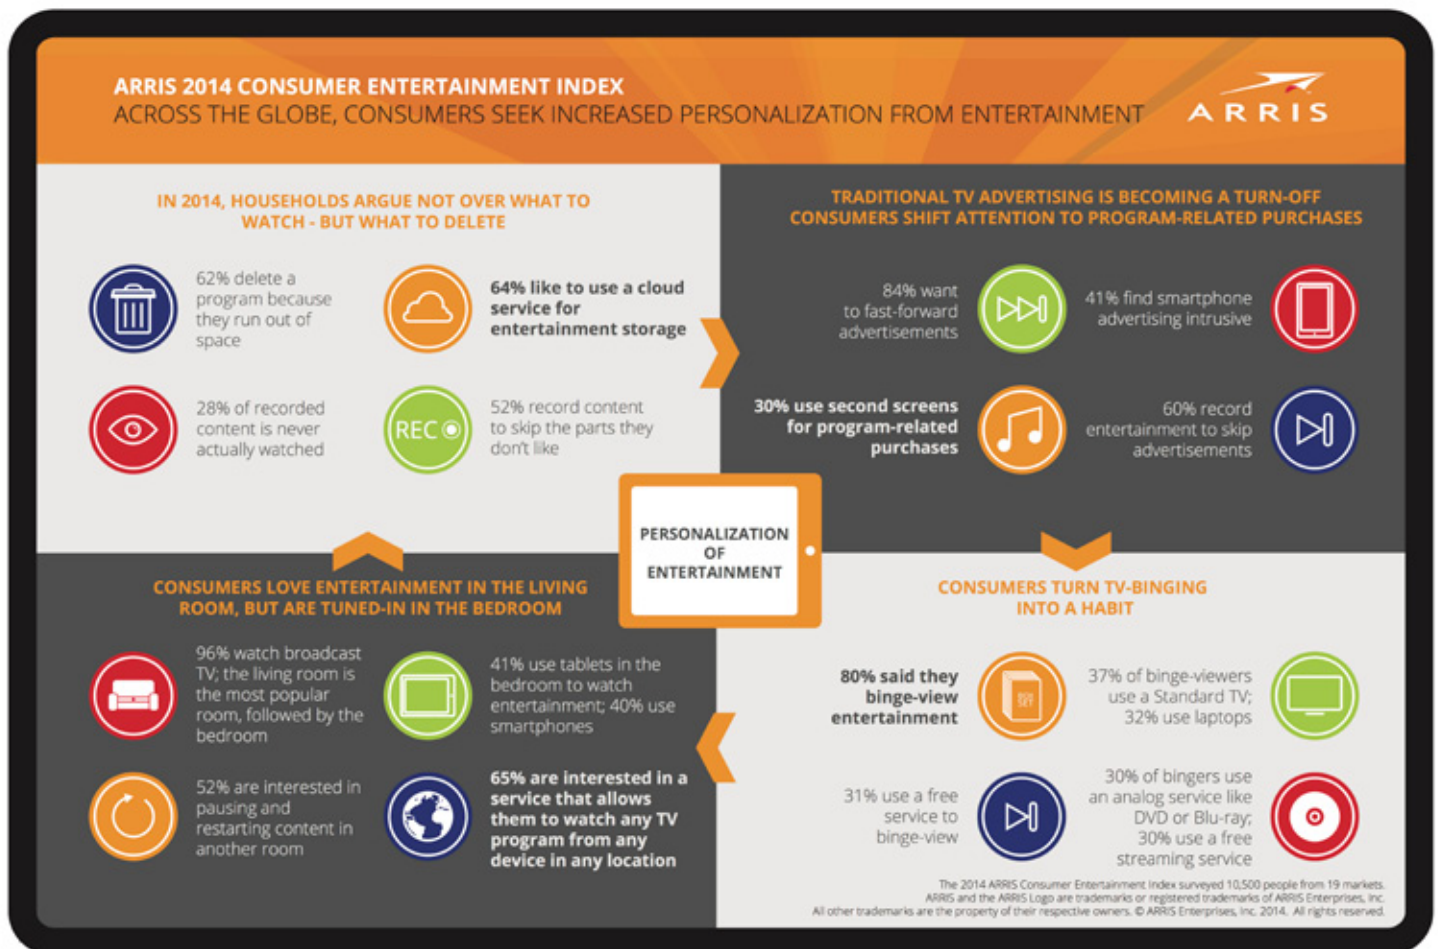 ARRIS 2014 CONSUMER ENTERTAINMENT INDEX
ACROSS THE GLOBE, CONSUMERS SEEK INCREASED PERSONALIZATION FROM ENTERTAINMENT
ARRIS
IN 2014, HOUSEHOLDS ARGUE NOT OVER WHAT TO
WATCH - BUT WHAT TO DELETE
62% delete a
program because
they run out of
space
64% like to use a cloud
service for
entertainment storage
28% of recorded
content is never
actually watched
REC
52% record content
to skip the parts they
don't like
TRADITIONAL TV ADVERTISING IS BECOMING A TURN-OFF
CONSUMERS SHIFT ATTENTION TO PROGRAM-RELATED PURCHASES
84% want
to fast-forward
advertisements
41% find smartphone
advertising intrusive
30% use second screens
for program-related
purchases
60% record
entertainment to skip
advertisements
PERSONALIZATION
OF
ENTERTAINMENT
CONSUMERS LOVE ENTERTAINMENT IN THE LIVING
ROOM, BUT ARE TUNED-IN IN THE BEDROOM
96% watch broadcast
TV; the living room is
the most popular
room, followed by the
bedroom
41% use tablets in the
bedroom to watch
entertainment; 40% use
smartphones
52% are interested in
pausing and
restarting content in
another room
65% are interested in a
service that allows
them to watch any TV
program from any
device in any location
CONSUMERS TURN TV-BINGING
INTO A HABIT
80% said they
binge-view
entertainment
BOX
SET
37% of binge-viewers
use a Standard TV;
32% use laptops
31% use a free
service to
binge-view
30% of bingers use
an analog service like
DVD or Blu-ray;
30% use a free
streaming service
The 2014 ARRIS Consumer Entertainment Index surveyed 10,500 people from 19 markets.
ARRIS and the ARRIS Logo are trademarks or registered trademarks of ARRIS Enterprises, Inc.
All other trademarks are the property of their respective owners. © ARRIS Enterprises, Inc. 2014. All rights reserved.